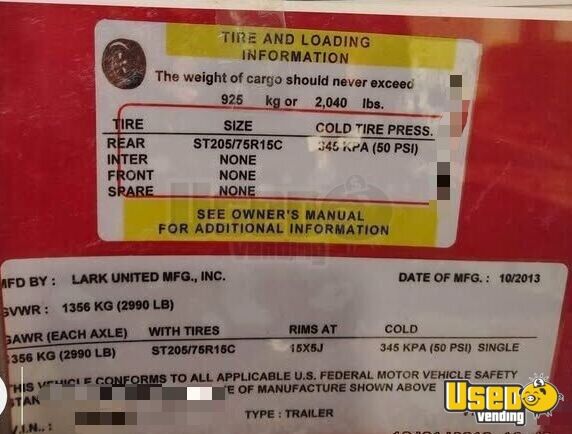 TIRE AND LOADING
INFORMATION
The weight of cargo should never exceed
925 kg or 2,040 lbs.
TIRE SIZE COLD TIRE PRESS.
REAR ST205/75R15C 345 KPA (50 PSI)
INTER NONE
FRONT NONE
SPARE NONE
SEE OWNER'S MANUAL
FOR ADDITIONAL INFORMATION
MFD BY : LARK UNITED MFG., INC. DATE OF MFG. : 10/2013
GVWR : 1356 KG (2990 LB)
GAWR (EACH AXLE) WITH TIRES RIMS AT COLD
1356 KG (2990 LB) ST205/75R15C 15X5J 345 KPA (50 PSI) SINGLE
THIS VEHICLE CONFORMS TO ALL APPLICABLE U.S. FEDERAL MOTOR VEHICLE SAFETY
STAN TE OF MANUFACTURE SHOWN ABOVE
V.I.N.: TYPE : TRAILER
Used
vending